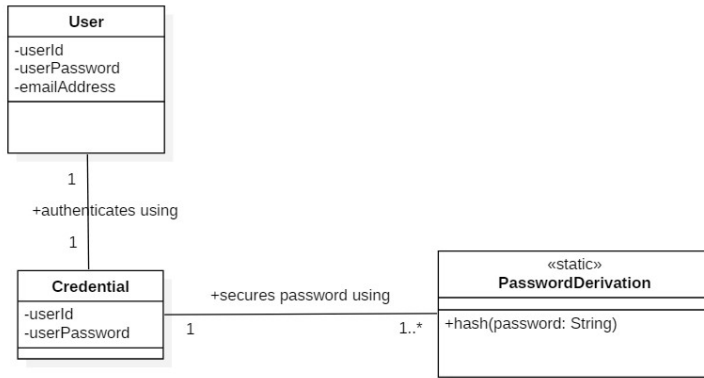 User
-userId
-userPassword
-emailAddress
1
+authenticates using
1
Credential
-userId
-userPassword
+secures password using
1
1..*
«static»
PasswordDerivation
+hash(password: String)